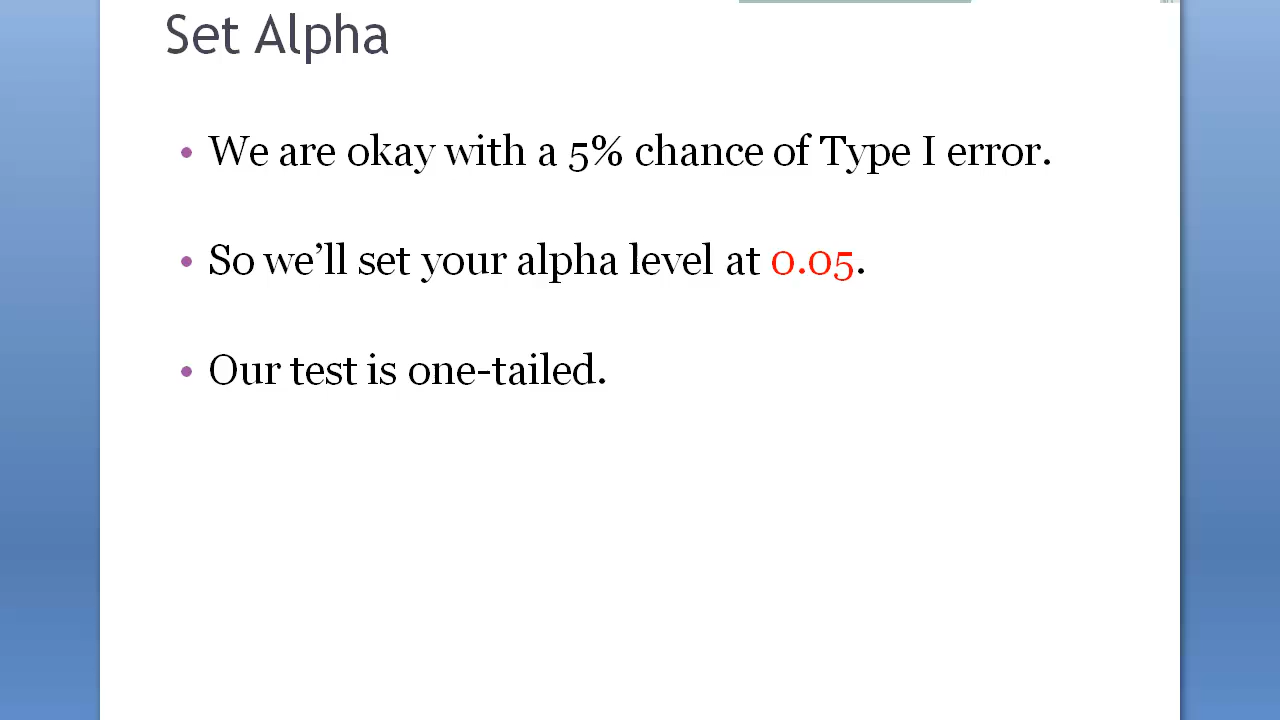 Set Alpha
• We are okay with a 5% chance of Type I error.
• So we’ll set your alpha level at 0.05.
• Our test is one-tailed.